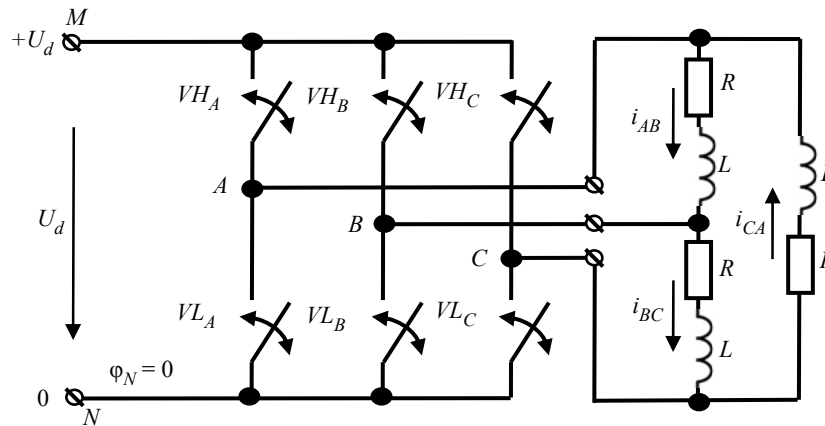 M
+U_d
VH_A
VH_B
VH_C
R
i_AB
L
A
U_d
B
i_CA
C
R
i_BC
VL_A
VL_B
VL_C
L
φ_N = 0
0
N